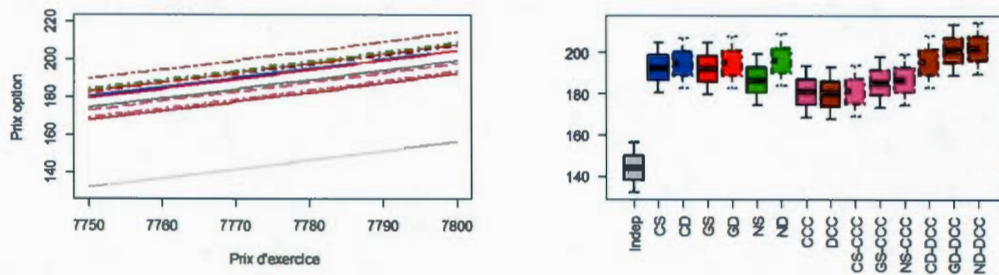 220
200
180
160
140
Prix option
7750 7760 7770 7780 7790 7800
Prix d'exercice
200
180
160
140
Indep
CS
CD
GS
GD
NS
ND
CCC
DCC
CS-CCC
GS-CCC
NS-CCC
CD-DCC
GD-DCC
ND-DCC